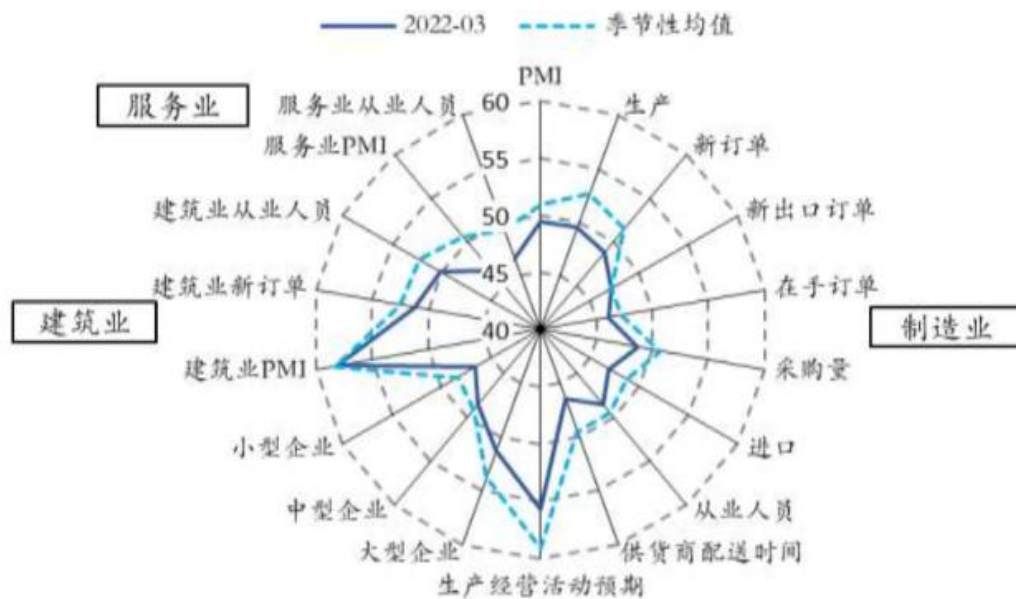 2022-03 季节性均值
PMI
服务业
服务业从业人员
60
生产
服务业PMI
55
新订单
建筑业从业人员
50
新出口订单
45
建筑业新订单
在手订单
建筑业
40
制造业
建筑业PMI
采购量
小型企业
进口
中型企业
从业人员
大型企业
供货商配送时间
生产经营活动预期